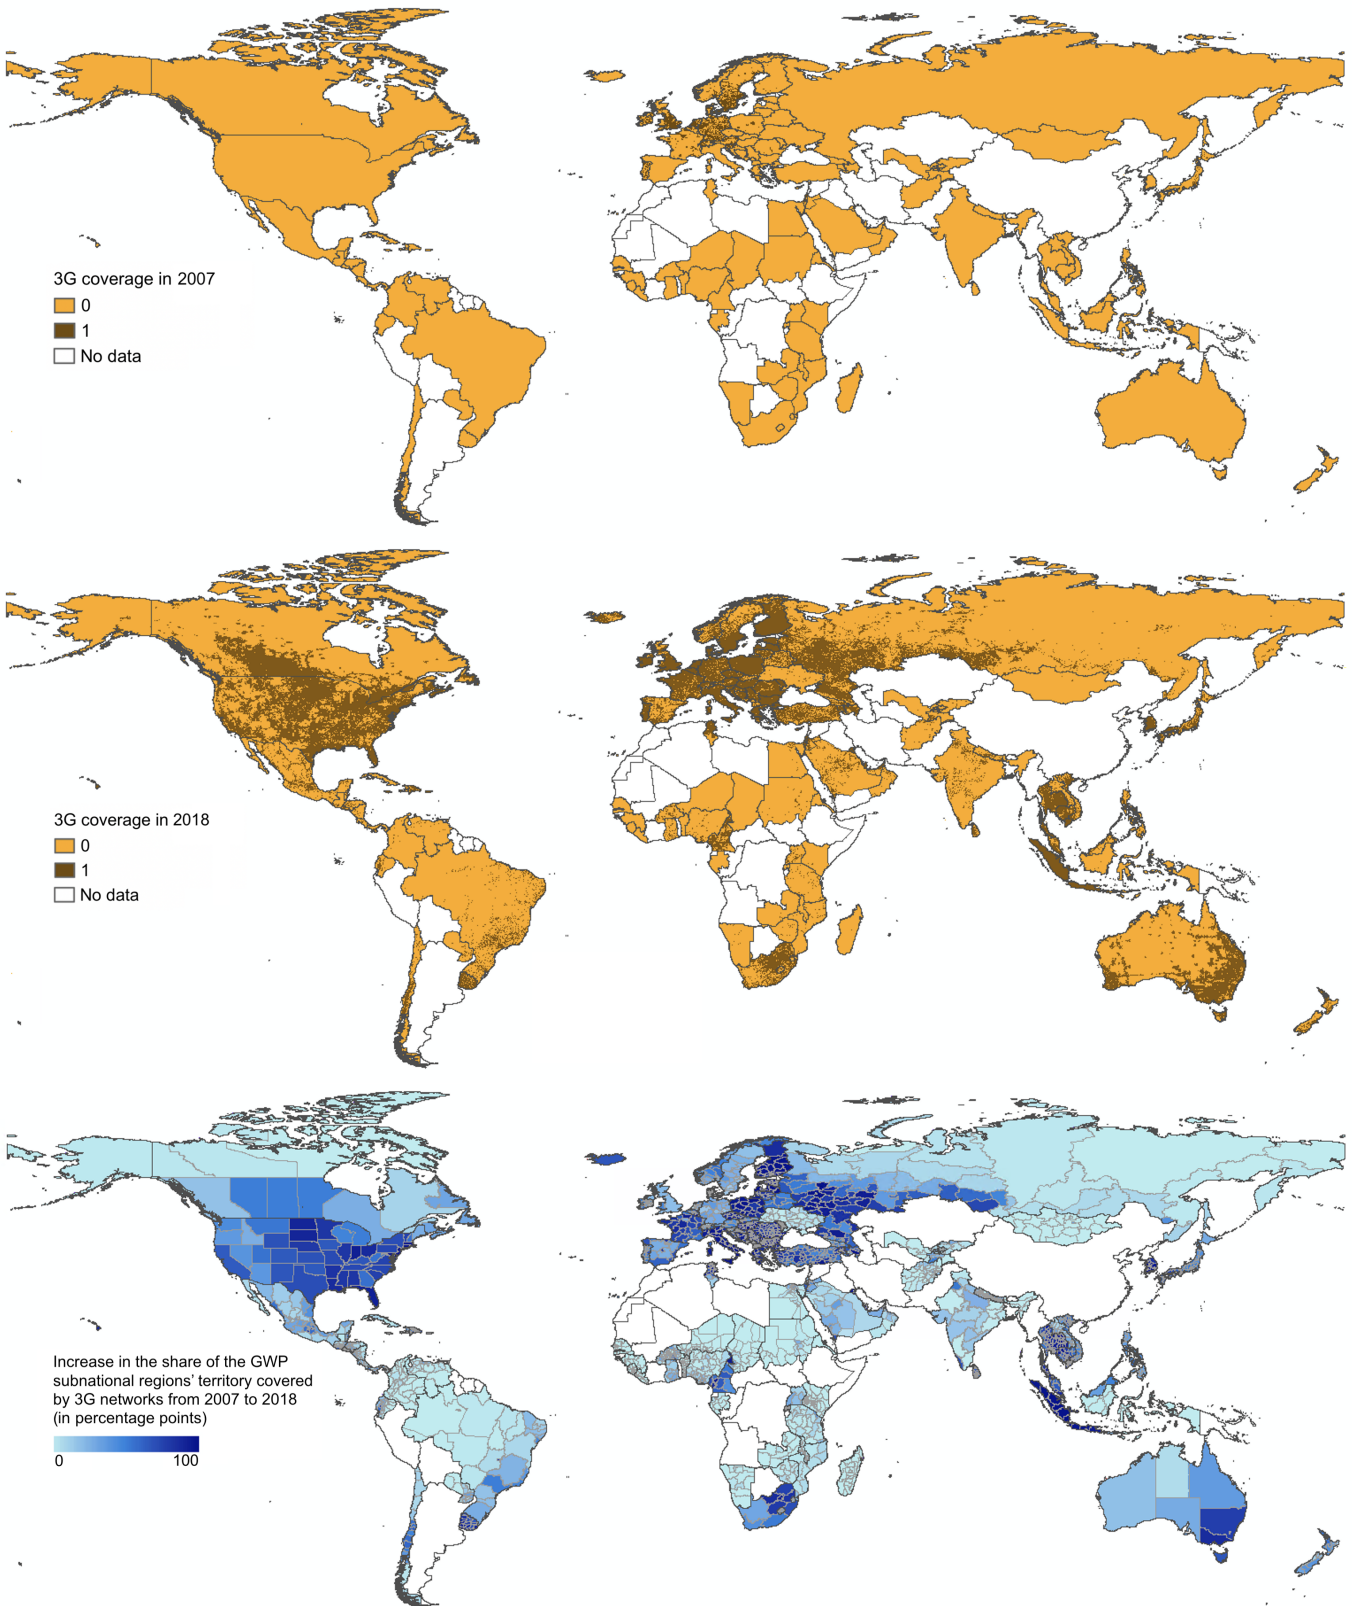 3G coverage in 2007
0
1
No data
3G coverage in 2018
0
1
No data
Increase in the share of the GWP
subnational regions’ territory covered
by 3G networks from 2007 to 2018
(in percentage points)
0 100